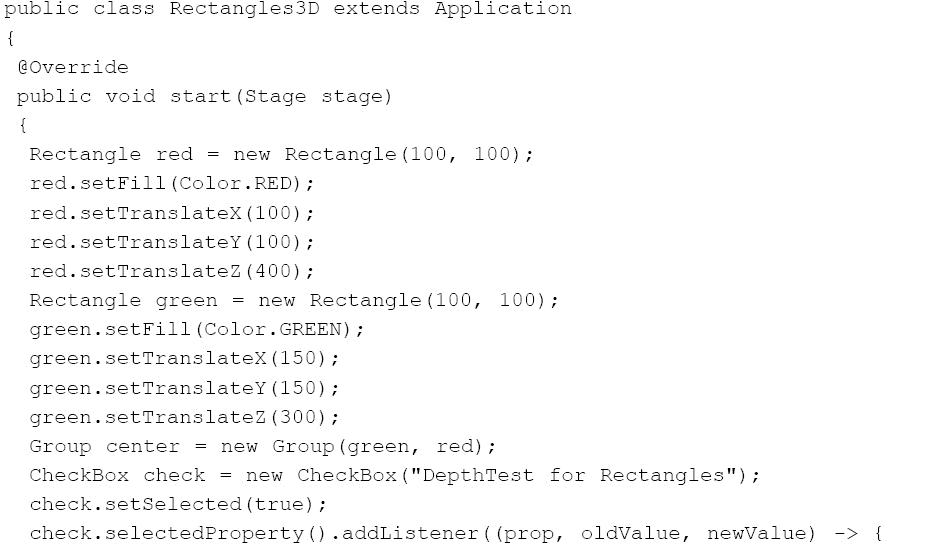 public class Rectangles3D extends Application
{
@Override
public void start(Stage stage)
{
Rectangle red = new Rectangle(100, 100);
red.setFill(Color.RED);
red.setTranslateX(100);
red.setTranslateY(100);
red.setTranslateZ(400);
Rectangle green = new Rectangle(100, 100);
green.setFill(Color.GREEN);
green.setTranslateX(150);
green.setTranslateY(150);
green.setTranslateZ(300);
Group center = new Group(green, red);
CheckBox check = new CheckBox("DepthTest for Rectangles");
check.setSelected(true);
check.selectedProperty().addListener((prop, oldValue, newValue) -> {